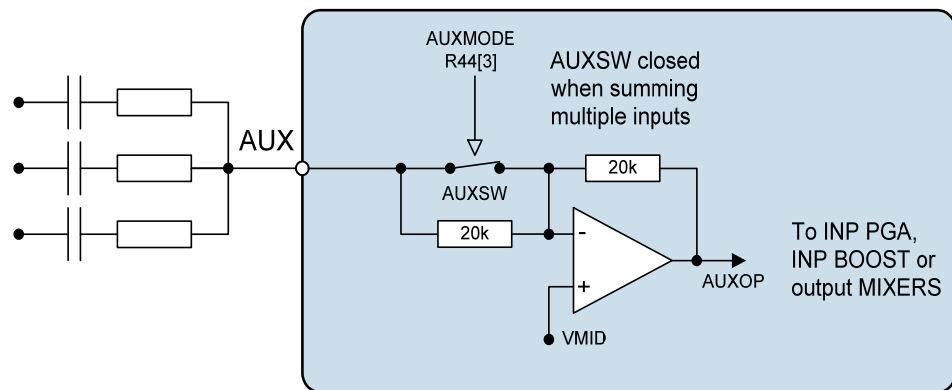 AUXMODE
R44[3]
AUXSW closed
when summing
multiple inputs
AUX
20k
AUXSW
20k
-
+
AUXOP
VMID
To INP PGA,
INP BOOST or
output MIXERS